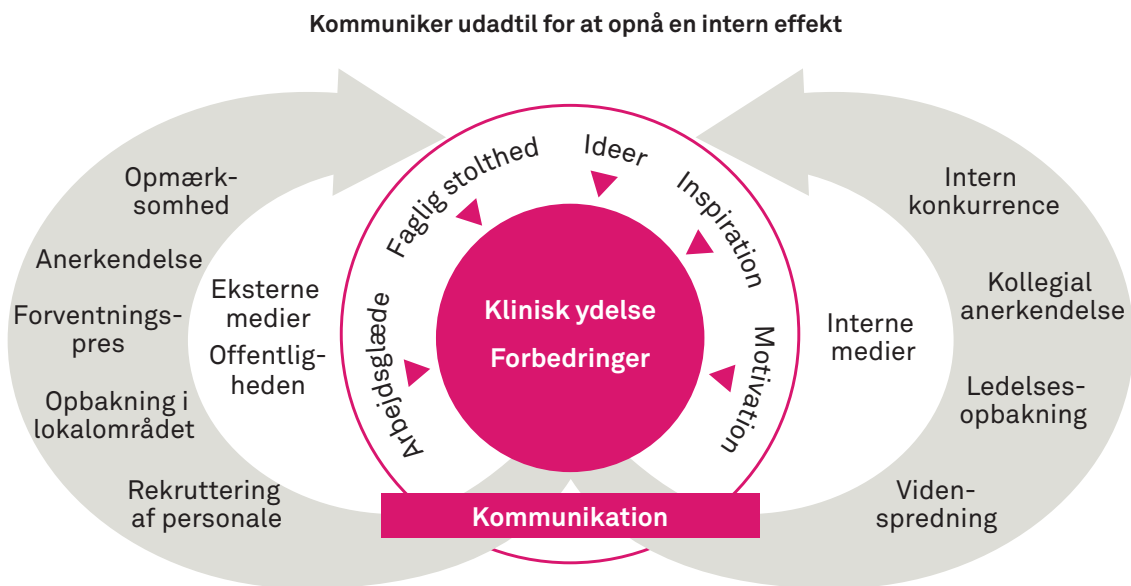 Kommuniker udadtil for at opnå en intern effekt
Opmærk-
somhed
Anerkendelse
Forventnings-
pres
Opbakning i
lokalområdet
Rekruttering
af personale
Eksterne
medier
Offentlig-
heden
Arbejdsglæde
Faglig stolthed
Ideer
Inspiration
Motivation
Klinisk ydelse
Forbedringer
Kommunikation
Interne
medier
Intern
konkurrence
Kollegial
anerkendelse
Ledelses-
opbakning
Viden-
spredning